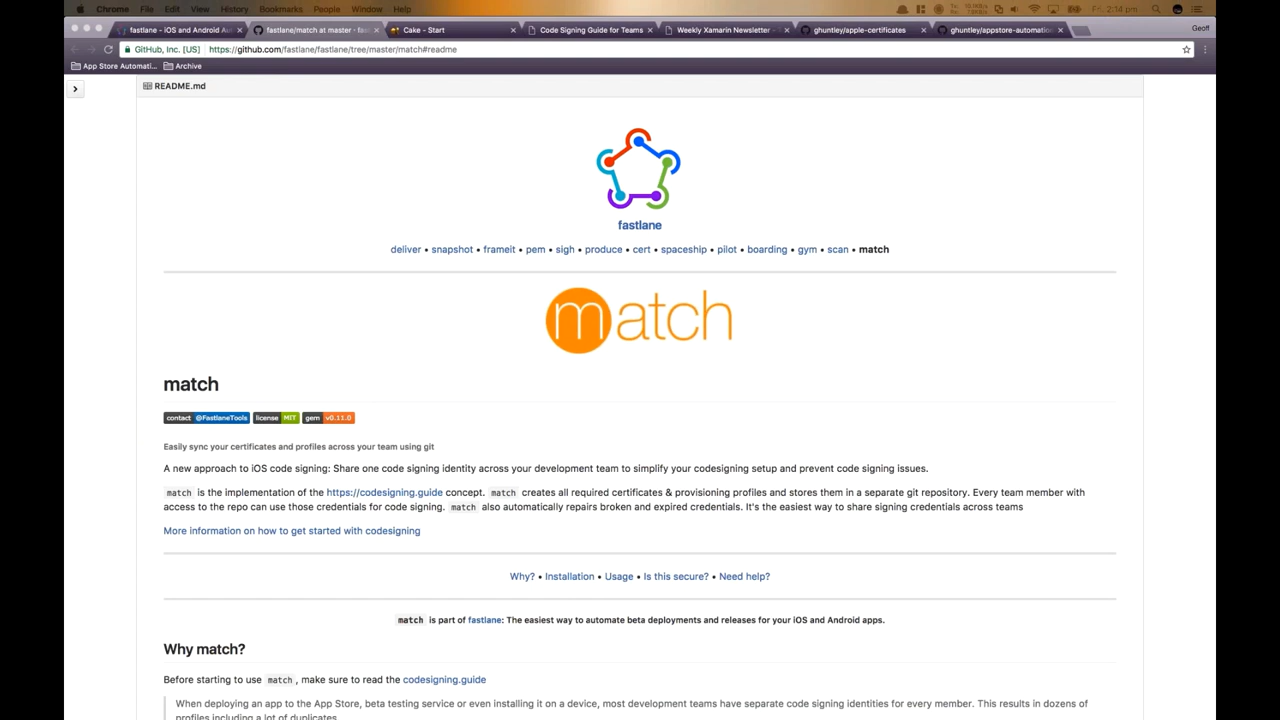 Chrome File Edit View History Bookmarks People Window Help Fri 2:14 pm
fastlane - iOS and Android Aut fastlane/match at master · fas Cake - Start Code Signing Guide for Teams Weekly Xamarin Newsletter - ghuntley/apple-certificates ghuntley/appstore-automatio Geoff
GitHub, Inc. [US] https://github.com/fastlane/fastlane/tree/master/match#readme
App Store Automati... Archive
README.md
fastlane
deliver • snapshot • frameit • pem • sigh • produce • cert • spaceship • pilot • boarding • gym • scan • match
match
match
contact @FastlaneTools license MIT gem v0.11.0
Easily sync your certificates and profiles across your team using git
A new approach to iOS code signing: Share one code signing identity across your development team to simplify your codesigning setup and prevent code signing issues.
match is the implementation of the https://codesigning.guide concept. match creates all required certificates & provisioning profiles and stores them in a separate git repository. Every team member with
access to the repo can use those credentials for code signing. match also automatically repairs broken and expired credentials. It's the easiest way to share signing credentials across teams
More information on how to get started with codesigning
Why? • Installation • Usage • Is this secure? • Need help?
match is part of fastlane: The easiest way to automate beta deployments and releases for your iOS and Android apps.
Why match?
Before starting to use match, make sure to read the codesigning.guide
When deploying an app to the App Store, beta testing service or even installing it on a device, most development teams have separate code signing identities for every member. This results in dozens of
profiles including a lot of duplicates.